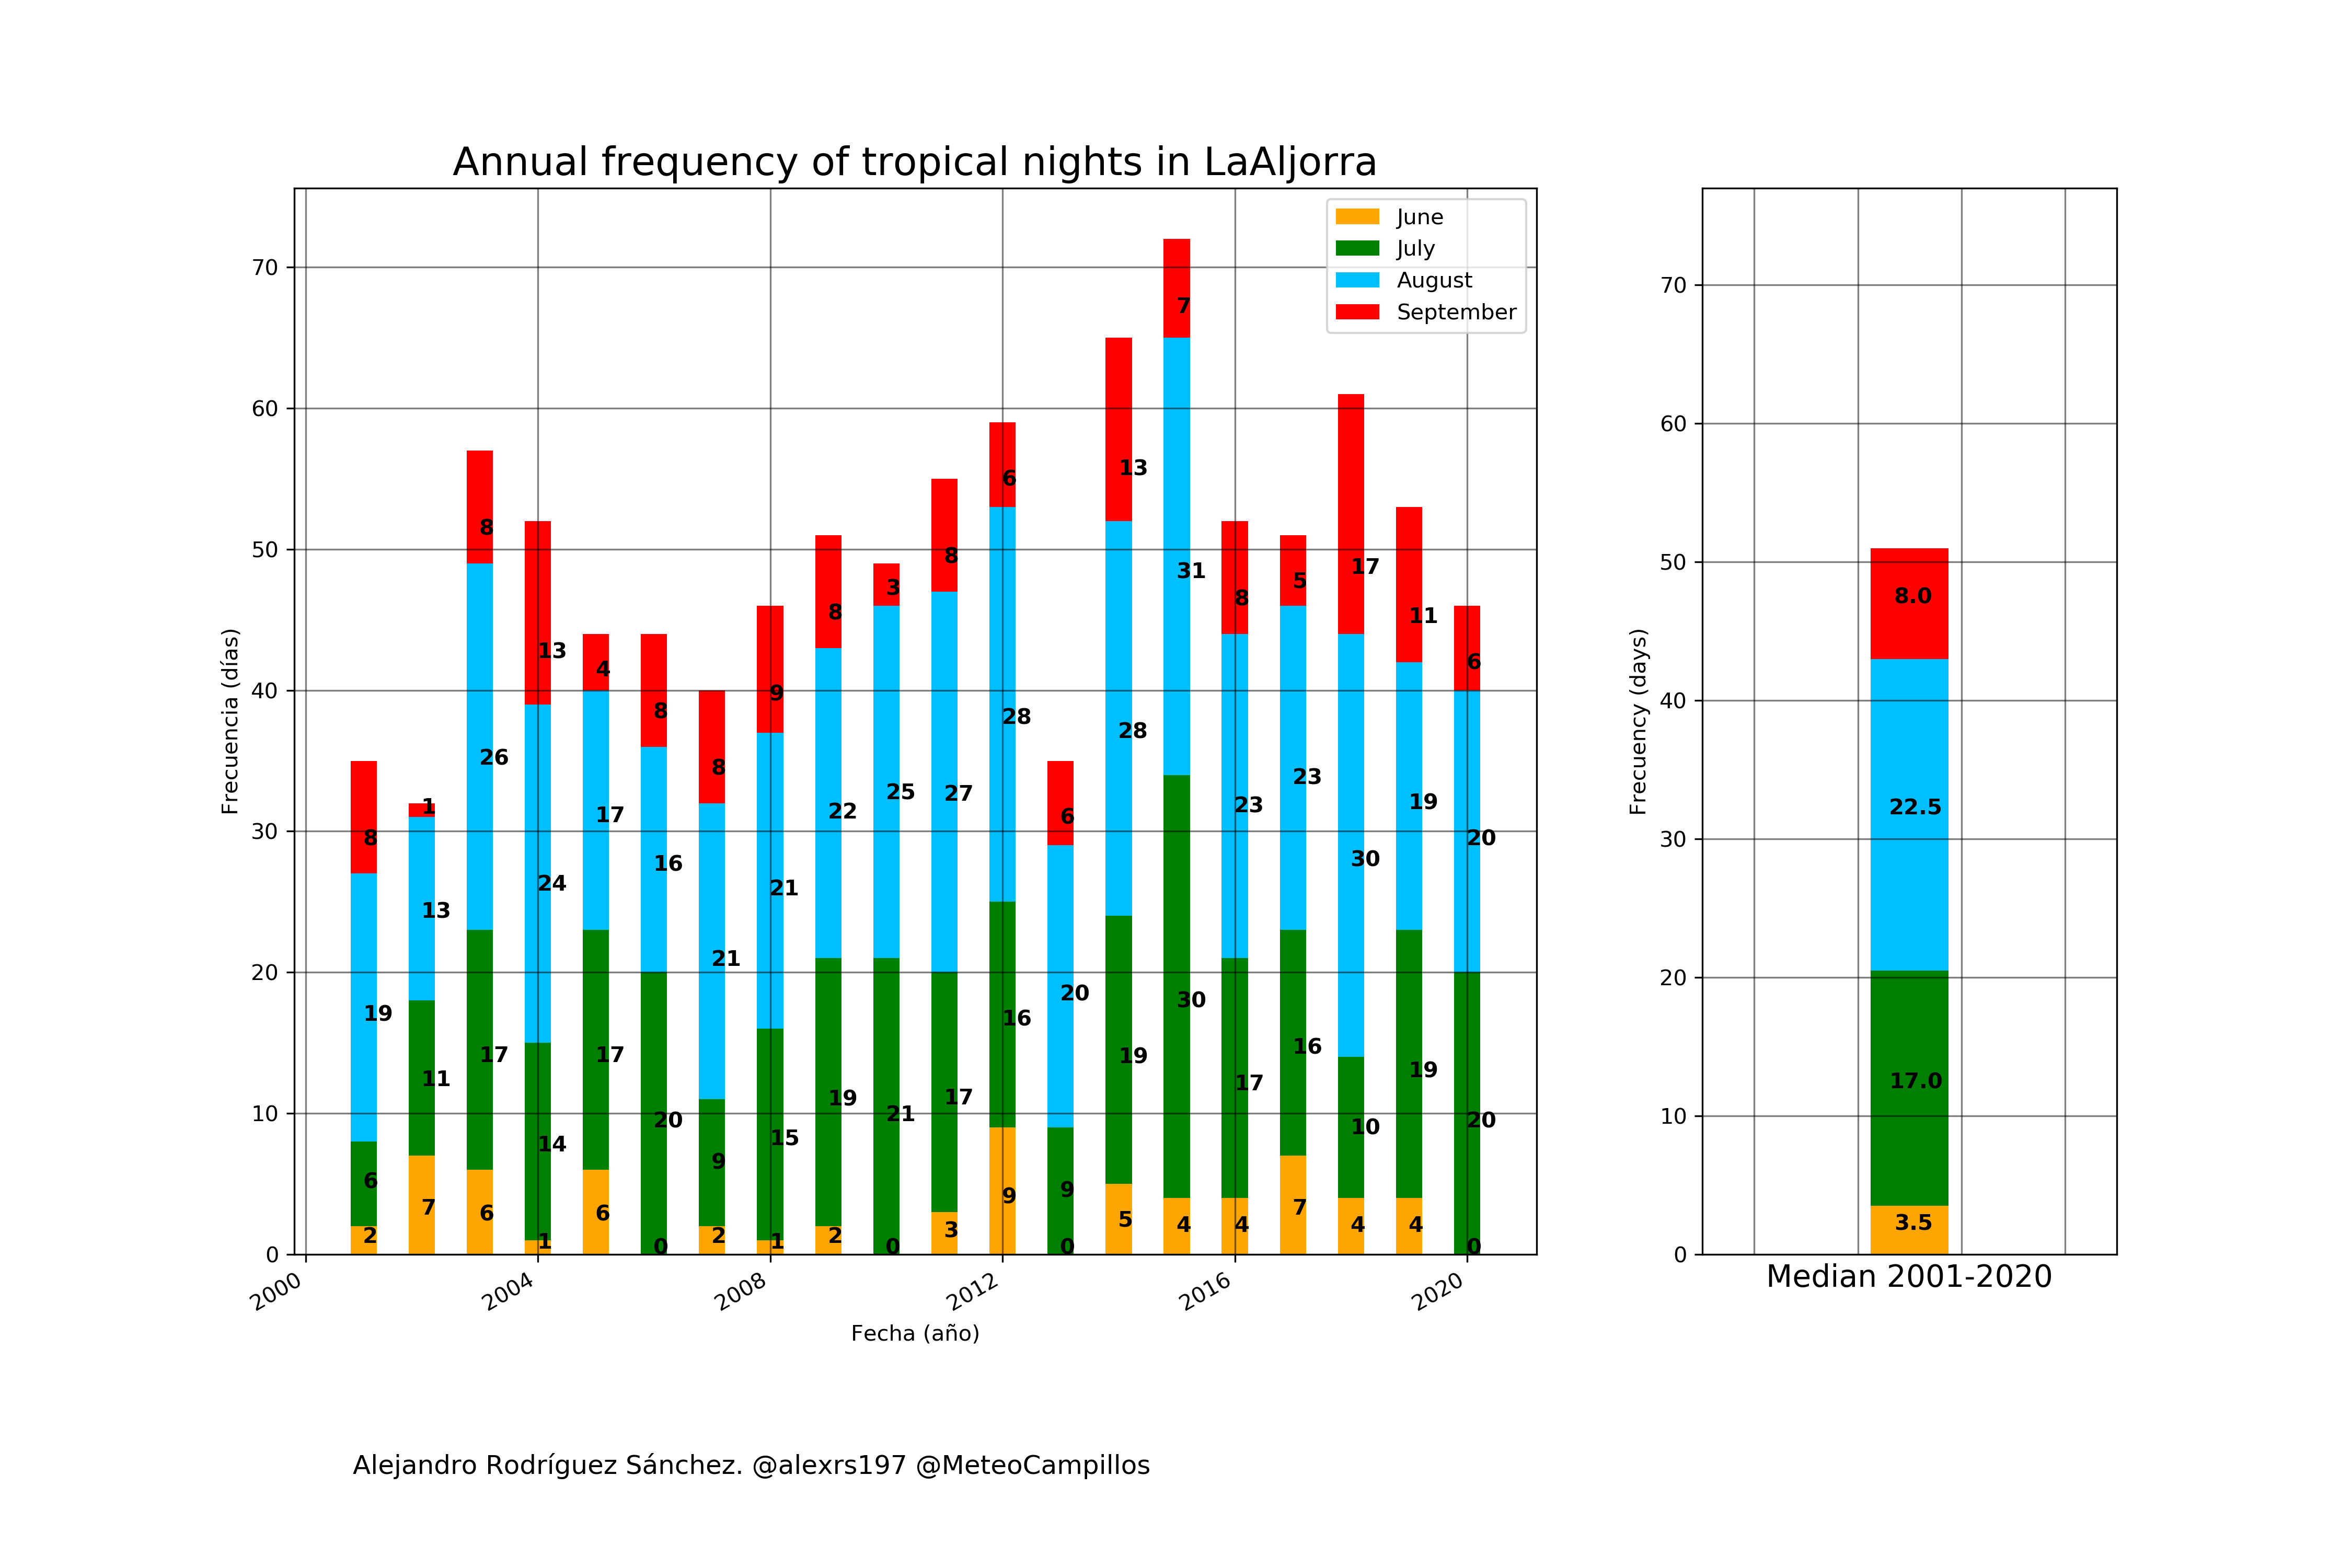 Annual frequency of tropical nights in LaAljorra
June
July
August
September
Frecuencia (días)
70
60
50
40
30
20
10
0
2 6 19 8
7 11 13 1
6 17 26 8
1 14 24 13
6 17 17 4
0 20 16 8
2 9 21 8
1 15 21 9
2 19 22 8
0 21 25 3
3 17 27 8
9 16 28 6
0 9 20 6
5 19 28 13
4 30 31 7
4 17 23 8
7 16 23 5
4 10 30 17
4 19 19 11
0 20 20 6
2000 2004 2008 2012 2016 2020
Fecha (año)
Frecuency (days)
70
60
50
40
30
20
10
0
8.0
22.5
17.0
3.5
Median 2001-2020
Alejandro Rodríguez Sánchez. @alexrs197 @MeteoCampillos